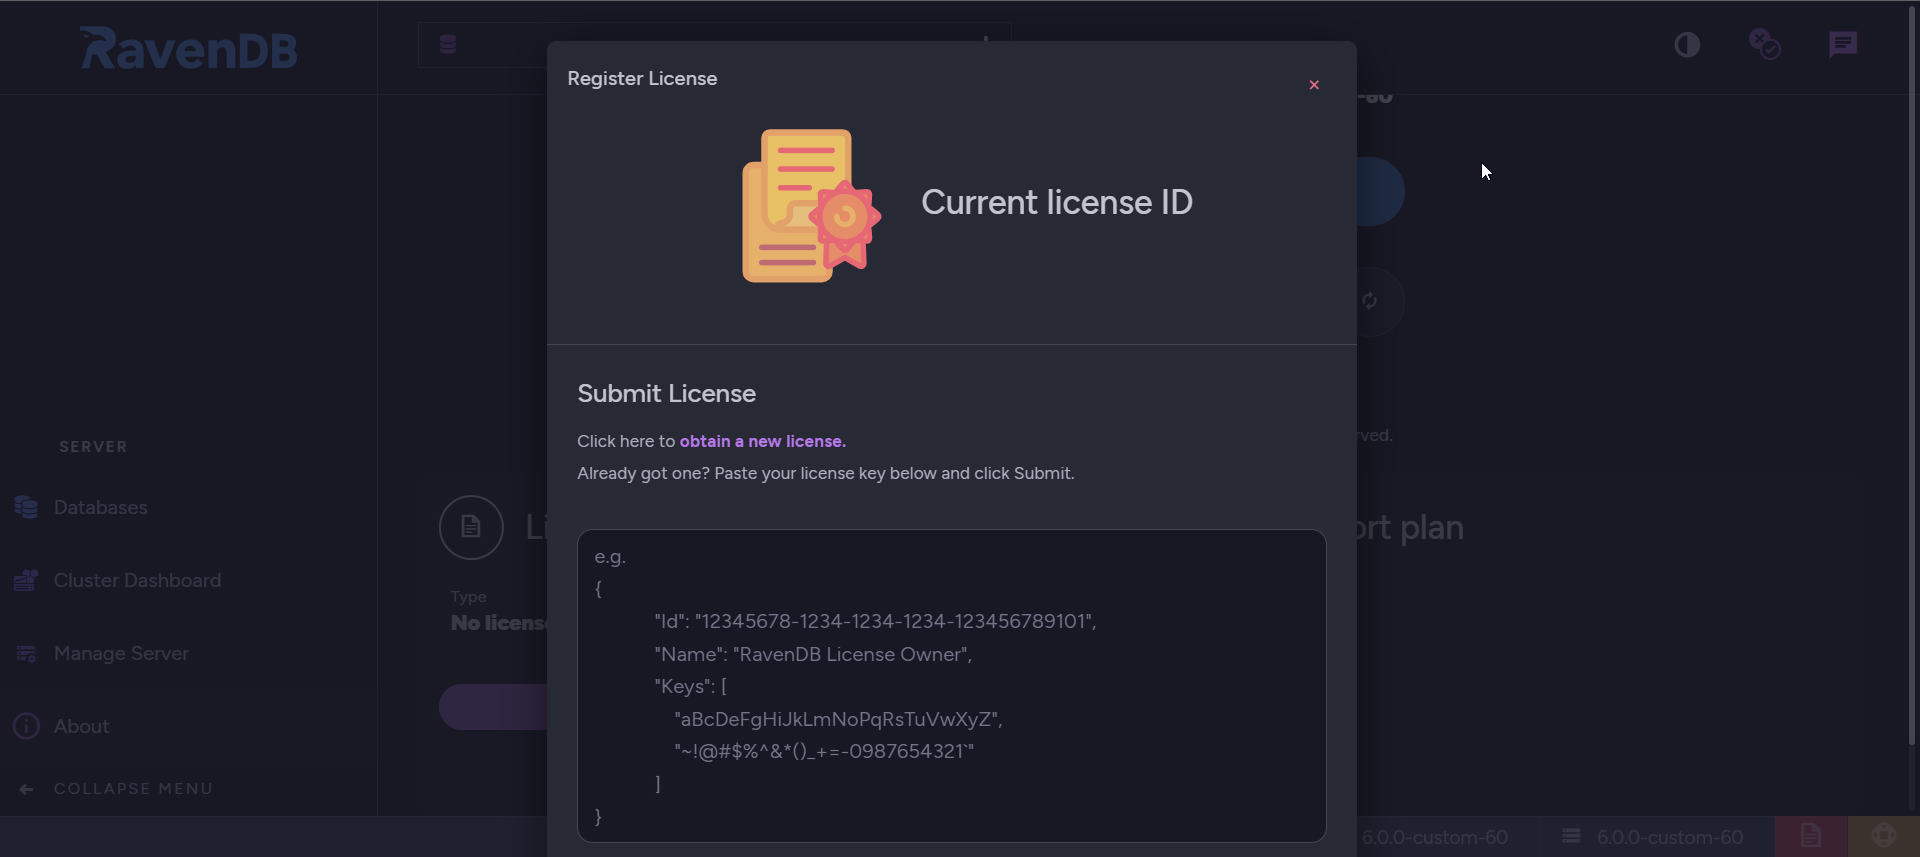 RavenDB
Register License
×
-60
Current license ID
Submit License
Click here to obtain a new license.
rved.
SERVER
Already got one? Paste your license key below and click Submit.
Databases
Li
ort plan
e.g.
{
Cluster Dashboard
Type
"Id": "12345678-1234-1234-1234-123456789101",
No license
Manage Server
"Name": "RavenDB License Owner",
"Keys": [
"aBcDeFgHiJkLmNoPqRsTuVwXyZ",
About
"~!@#$%^&*()_+=-0987654321`"
]
COLLAPSE MENU
}
6.0.0-custom-60
6.0.0-custom-60